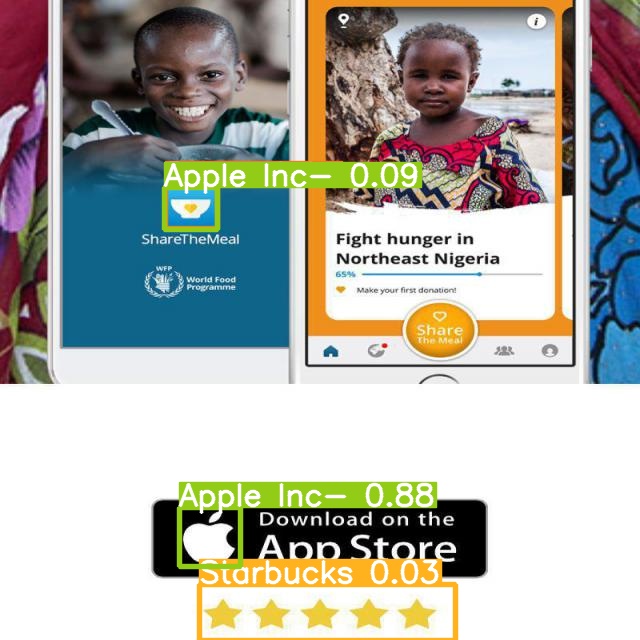 Apple Inc— 0.09
ShareTheMeal
WFP
World Food
Programme
i
Fight hunger in
Northeast Nigeria
65%
Make your first donation!
Share
The Meal
Apple Inc— 0.88
Download on the
App Store
Starbucks 0.03